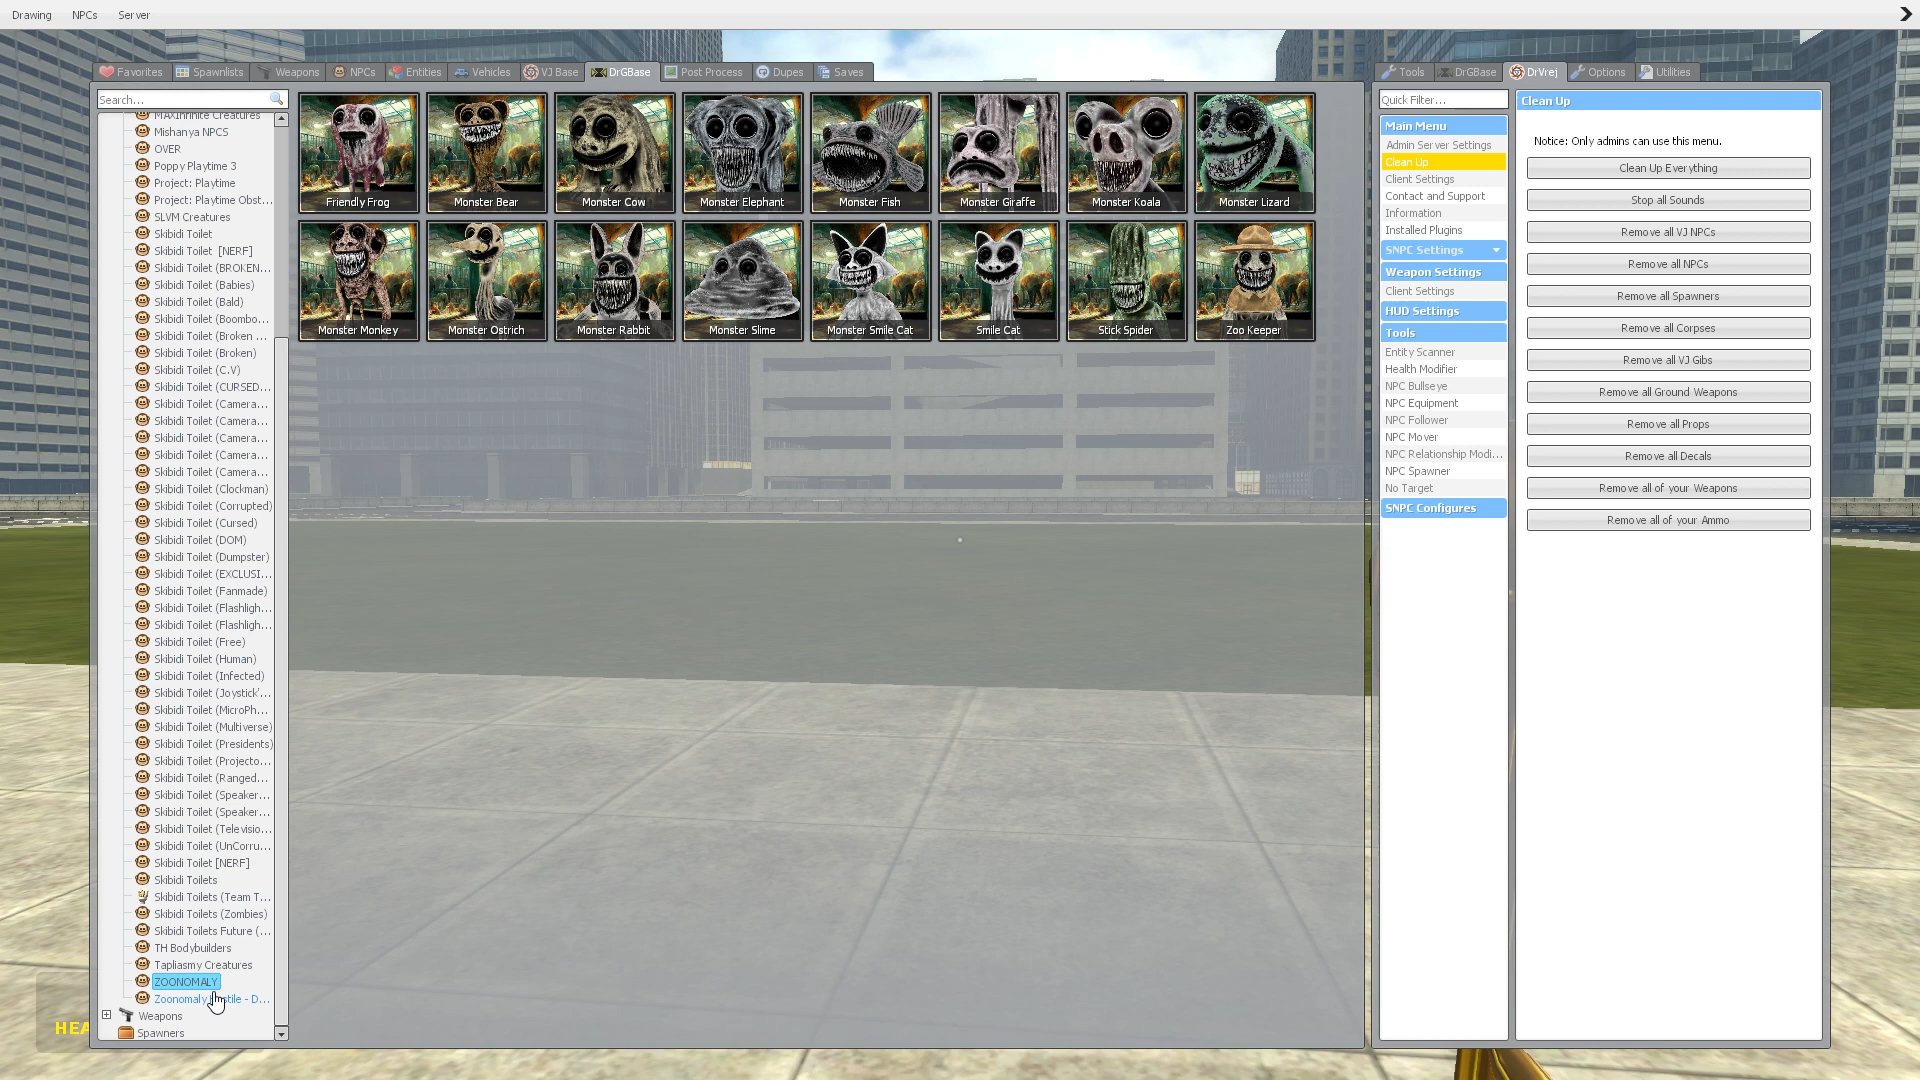 Drawing NPCs Server
Favorites Spawnlists Weapons NPCs Entities Vehicles VJ Base DrGBase Post Process Dupes Saves
Search...
MAXInfinite Creatures
Mishanya NPCS
OVER
Poppy Playtime 3
Project: Playtime
Project: Playtime Obst...
SLVM Creatures
Skibidi Toilet
Skibidi Toilet [NERF]
Skibidi Toilet (BROKEN...
Skibidi Toilet (Babies)
Skibidi Toilet (Bald)
Skibidi Toilet (Boombo...
Skibidi Toilet (Broken ...
Skibidi Toilet (Broken)
Skibidi Toilet (C.V)
Skibidi Toilet (CURSED...
Skibidi Toilet (Camera...
Skibidi Toilet (Camera...
Skibidi Toilet (Camera...
Skibidi Toilet (Camera...
Skibidi Toilet (Camera...
Skibidi Toilet (Clockman)
Skibidi Toilet (Corrupted)
Skibidi Toilet (Cursed)
Skibidi Toilet (DOM)
Skibidi Toilet (Dumpster)
Skibidi Toilet (EXCLUSI...
Skibidi Toilet (Fanmade)
Skibidi Toilet (Flashligh...
Skibidi Toilet (Flashligh...
Skibidi Toilet (Free)
Skibidi Toilet (Human)
Skibidi Toilet (Infected)
Skibidi Toilet (Joystick'...
Skibidi Toilet (MicroPh...
Skibidi Toilet (Multiverse)
Skibidi Toilet (Presidents)
Skibidi Toilet (Projecto...
Skibidi Toilet (Ranged...
Skibidi Toilet (Speaker...
Skibidi Toilet (Speaker...
Skibidi Toilet (Televisio...
Skibidi Toilet (UnCorru...
Skibidi Toilet [NERF]
Skibidi Toilets
Skibidi Toilets (Team T...
Skibidi Toilets (Zombies)
Skibidi Toilets Future (...
TH Bodybuilders
Tapliasmy Creatures
ZOONOMALY
Zoonomaly - D...
Weapons
Spawners
HEA
Friendly Frog Monster Bear Monster Cow Monster Elephant Monster Fish Monster Giraffe Monster Koala Monster Lizard
Monster Monkey Monster Ostrich Monster Rabbit Monster Slime Monster Smile Cat Smile Cat Stick Spider Zoo Keeper
Tools DrGBase DrVrej Options Utilities
Quick Filter...
Main Menu
Admin Server Settings
Clean Up
Client Settings
Contact and Support
Information
Installed Plugins
SNPC Settings
Weapon Settings
Client Settings
HUD Settings
Tools
Entity Scanner
Health Modifier
NPC Bullseye
NPC Equipment
NPC Follower
NPC Mover
NPC Relationship Modi...
NPC Spawner
No Target
SNPC Configures
Clean Up
Notice: Only admins can use this menu.
Clean Up Everything
Stop all Sounds
Remove all VJ NPCs
Remove all NPCs
Remove all Spawners
Remove all Corpses
Remove all VJ Gibs
Remove all Ground Weapons
Remove all Props
Remove all Decals
Remove all of your Weapons
Remove all of your Ammo